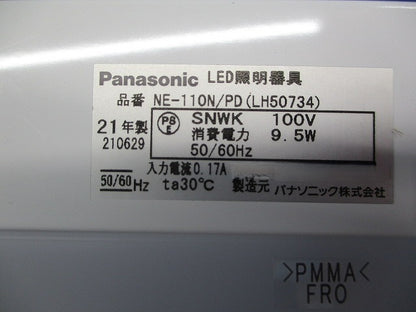 Panasonic LED照明器具
品番 NE-110N/PD(LH50734)
21年製 PS E SNWK 100V
210629 消費電力 9.5W
50/60Hz
入力電流0.17A
50/60 Hz ta30℃ 製造元 パナソニック株式会社
>PMMA<
FRO